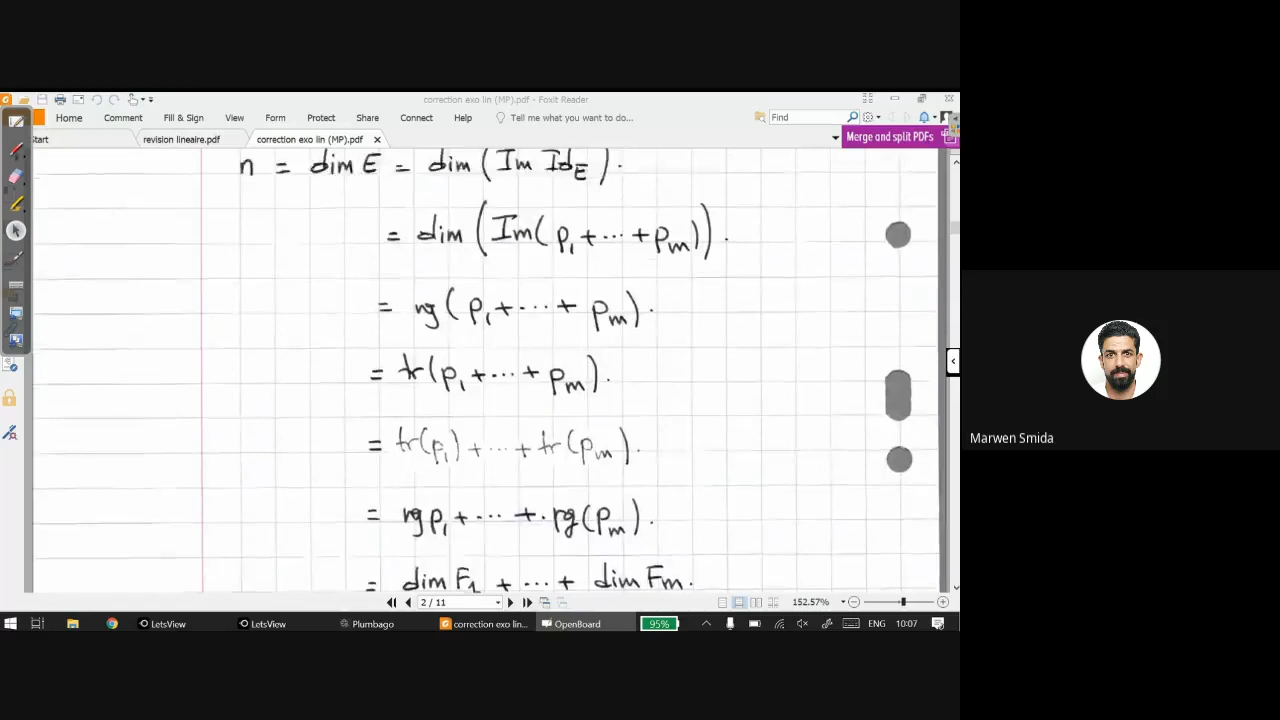 correction exo lin (MP).pdf - Foxit Reader
Home Comment Fill & Sign View Form Protect Share Connect Help Tell me what you want to do... Find
Start revision lineaire.pdf correction exo lin (MP).pdf Merge and split PDFs
n = dim E = dim (Im Id_E).
= dim (Im(p_1 + ... + p_m)).
= rg(p_1 + ... + p_m).
= tr(p_1 + ... + p_m).
= tr(p_1) + ... + tr(p_m).
= rg p_1 + ... + rg(p_m).
= dim F_1 + ... + dim F_m.
2 / 11 152.57%
LetsView LetsView Plumbago correction exo lin... OpenBoard 95% ENG 10:07
Marwen Smida